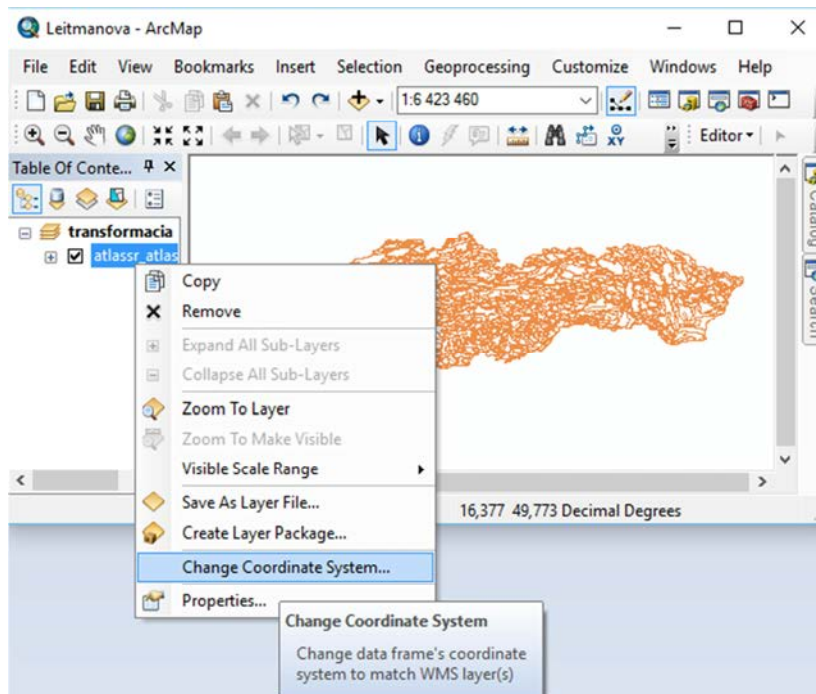 Leitmanova - ArcMap
File Edit View Bookmarks Insert Selection Geoprocessing Customize Windows Help
1:6 423 460
XY
Editor
Table Of Conte...
transformacia
atlassr_atlas
Catalog
Search
Copy
Remove
Expand All Sub-Layers
Collapse All Sub-Layers
Zoom To Layer
Zoom To Make Visible
Visible Scale Range
Save As Layer File...
Create Layer Package...
Change Coordinate System...
Properties...
16,377 49,773 Decimal Degrees
Change Coordinate System
Change data frame's coordinate
system to match WMS layer(s)